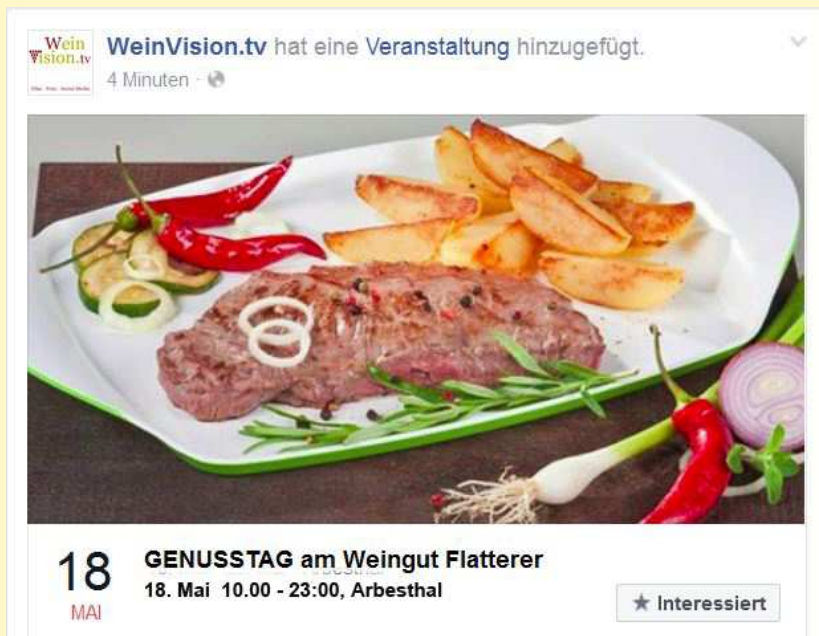 Wein
Vision.tv
WeinVision.tv hat eine Veranstaltung hinzugefügt.
4 Minuten
18
MAI
GENUSSTAG am Weingut Flatterer
18. Mai 10.00 - 23:00, Arbesthal
Interessiert